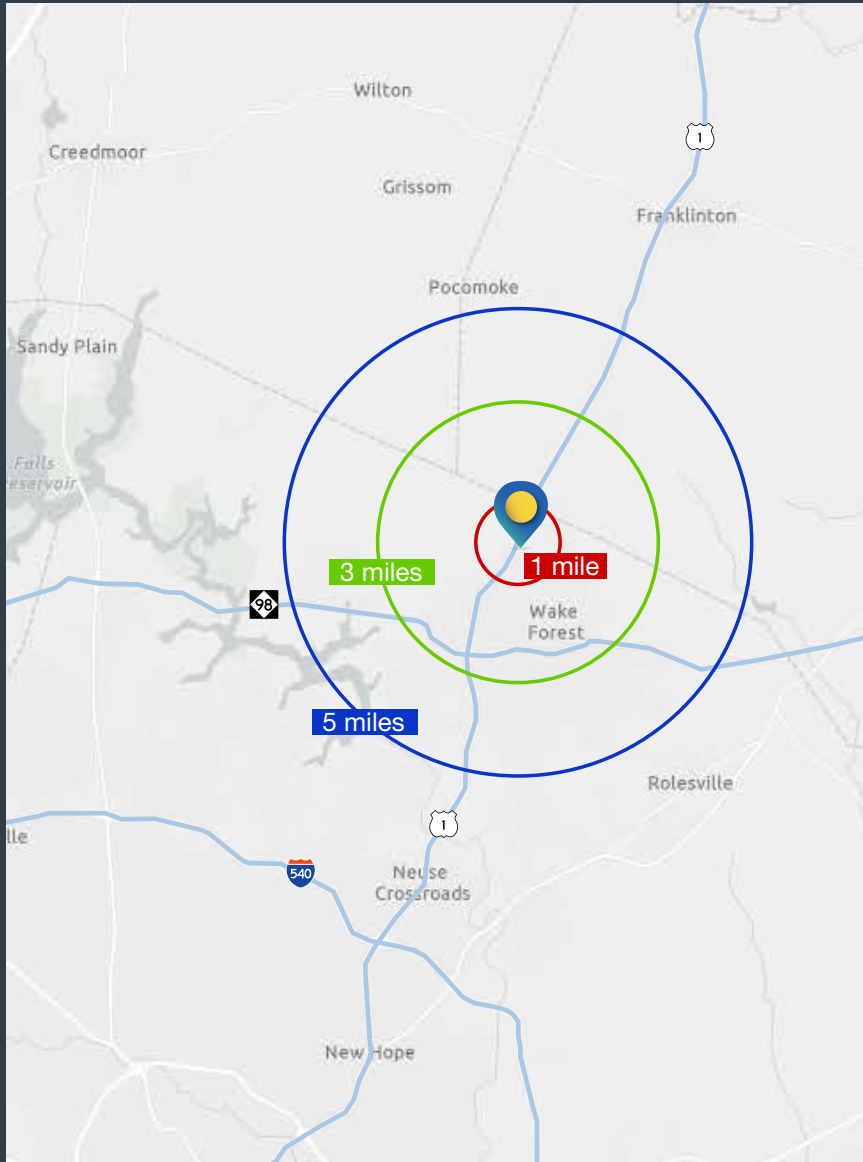 Wilton
1
Creedmoor
Grissom
Franklinton
Pocomoke
Sandy Plain
Falls
eservoir
3 miles
1 mile
98
Wake
Forest
5 miles
Rolesville
1
lle
540
Neuse
Crossroads
New Hope